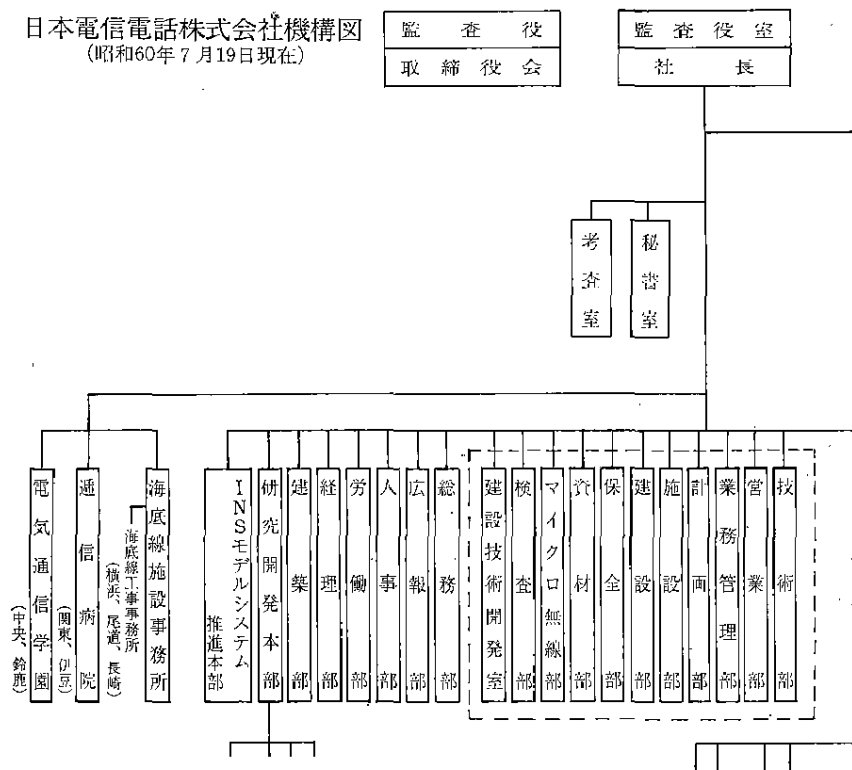 日本電信電話株式会社機構図
(昭和60年7月19日現在)
監査役
取締役会
監査役室
社長
秘書室
考査室
技術部
営業部
業務管理部
計画部
施設部
建設部
保全部
資材部
マイクロ無線部
検査部
建設技術開発室
総務部
広報部
人事部
労働部
経理部
建築部
研究開発本部
INSモデルシステム
推進本部
海底線施設事務所
海底線工事事務所
(横浜、尾道、長崎)
逓信病院
(関東、伊豆)
電気通信学園
(中央、鈴鹿)